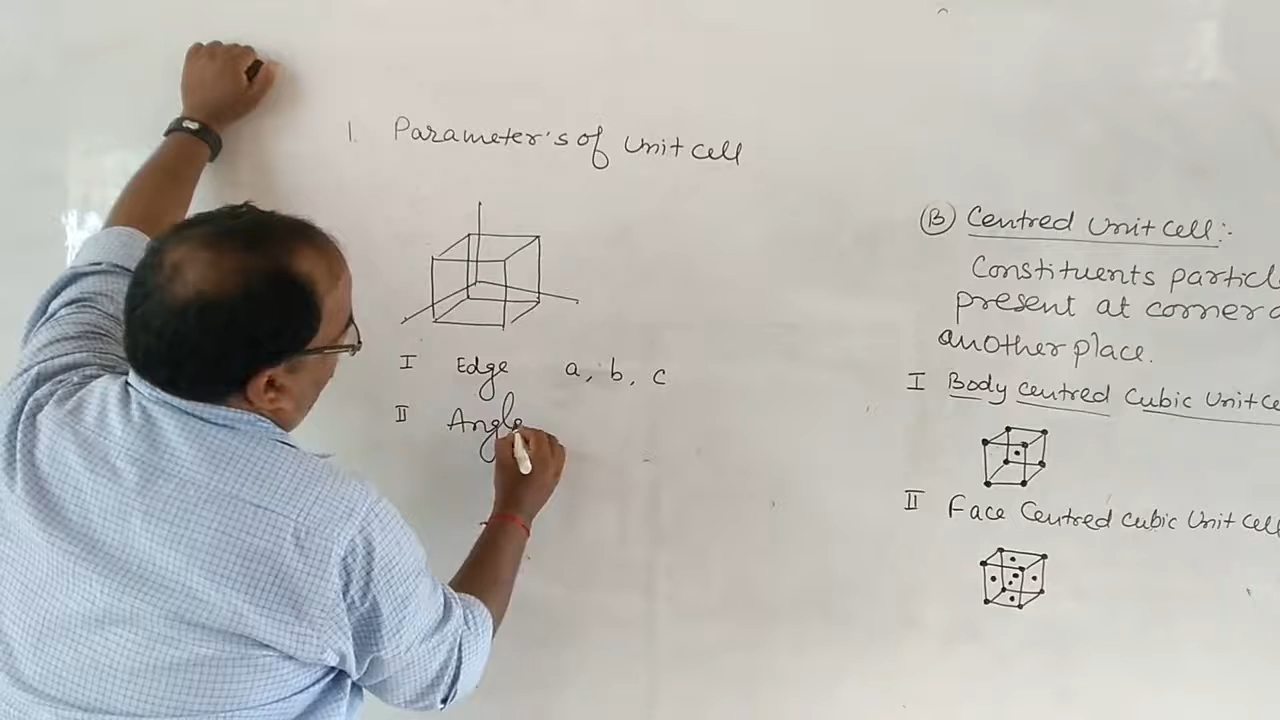 1. Parameter's of Unit cell
I Edge a, b, c
II Angle
(B) Centred Unit cell:-
Constituents particl
present at corner
another place.
I Body centred Cubic Unit Ce
II Face Centred Cubic Unit Cell